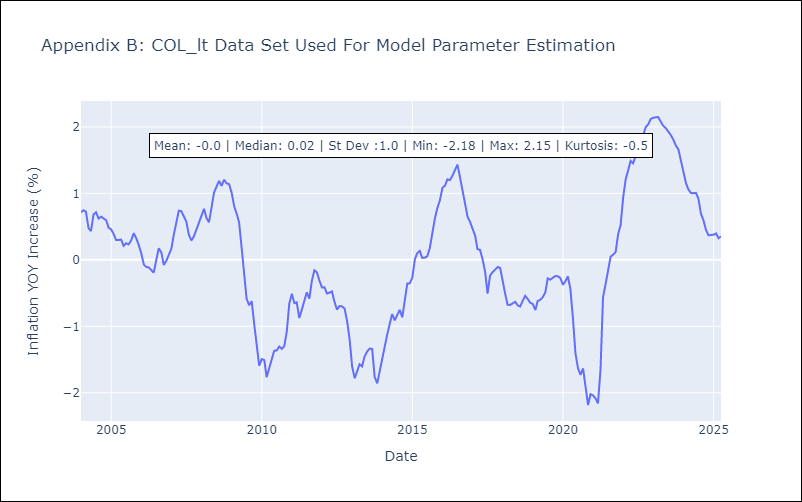 Appendix B: COL_lt Data Set Used For Model Parameter Estimation
Mean: -0.0 | Median: 0.02 | St Dev :1.0 | Min: -2.18 | Max: 2.15 | Kurtosis: -0.5
Inflation YOY Increase (%)
2
1
0
−1
−2
2005
2010
2015
2020
2025
Date